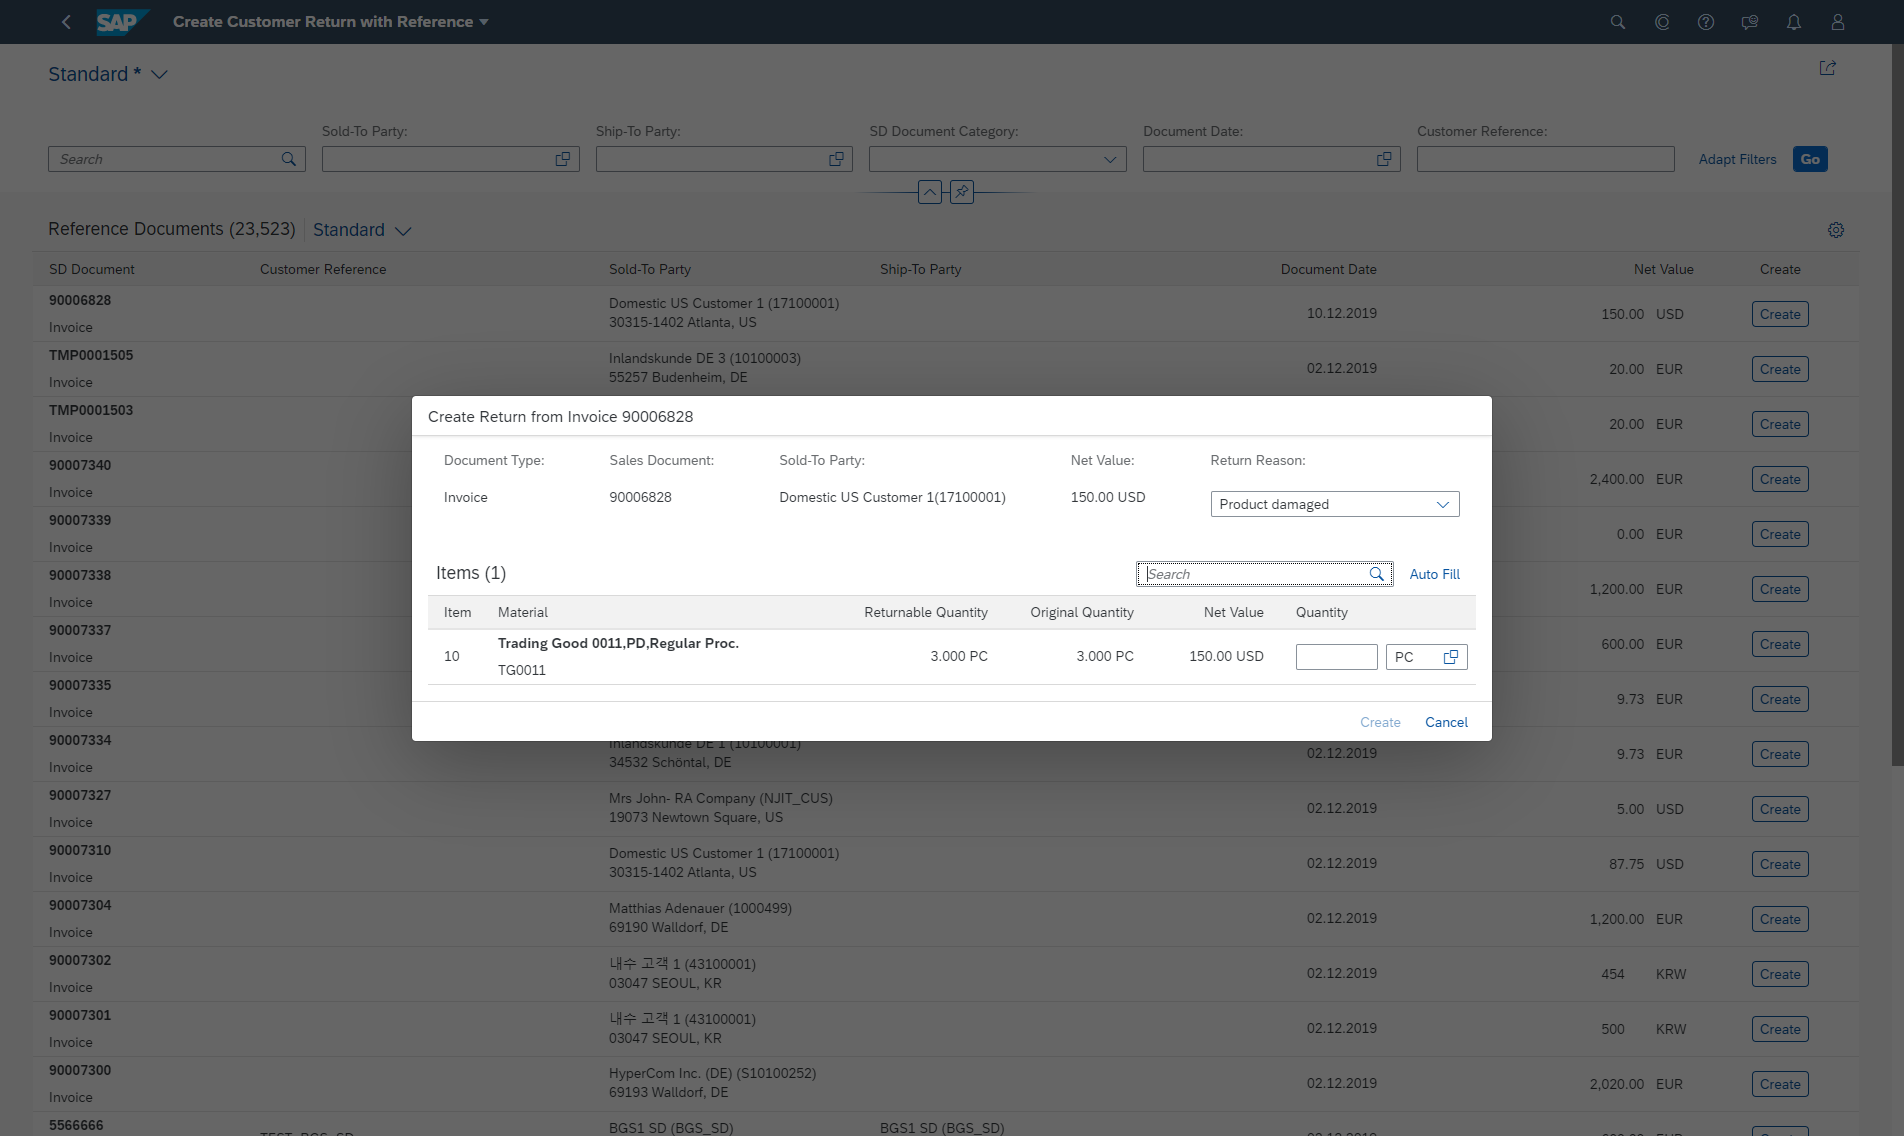 SAP Create Customer Return with Reference
Standard *
Sold-To Party: Ship-To Party: SD Document Category: Document Date: Customer Reference:
Search Adapt Filters Go
Reference Documents (23,523) Standard
SD Document Customer Reference Sold-To Party Ship-To Party Document Date Net Value Create
90006828
Invoice
Domestic US Customer 1 (17100001)
30315-1402 Atlanta, US
10.12.2019 150.00 USD Create
TMP0001505
Invoice
Inlandskunde DE 3 (10100003)
55257 Budenheim, DE
02.12.2019 20.00 EUR Create
TMP0001503
Invoice
20.00 EUR Create
90007340
Invoice
2,400.00 EUR Create
90007339
Invoice
0.00 EUR Create
90007338
Invoice
1,200.00 EUR Create
90007337
Invoice
600.00 EUR Create
90007335
Invoice
9.73 EUR Create
90007334
Invoice
Inlandskunde DE 1 (10100001)
34532 Schöntal, DE
02.12.2019 9.73 EUR Create
90007327
Invoice
Mrs John- RA Company (NJIT_CUS)
19073 Newtown Square, US
02.12.2019 5.00 USD Create
90007310
Invoice
Domestic US Customer 1 (17100001)
30315-1402 Atlanta, US
02.12.2019 87.75 USD Create
90007304
Invoice
Matthias Adenauer (1000499)
69190 Walldorf, DE
02.12.2019 1,200.00 EUR Create
90007302
Invoice
내수 고객 1 (43100001)
03047 SEOUL, KR
02.12.2019 454 KRW Create
90007301
Invoice
내수 고객 1 (43100001)
03047 SEOUL, KR
02.12.2019 500 KRW Create
90007300
Invoice
HyperCom Inc. (DE) (S10100252)
69193 Walldorf, DE
02.12.2019 2,020.00 EUR Create
5566666
BGS1 SD (BGS_SD) BGS1 SD (BGS_SD)
Create Return from Invoice 90006828
Document Type: Sales Document: Sold-To Party: Net Value: Return Reason:
Invoice 90006828 Domestic US Customer 1(17100001) 150.00 USD Product damaged
Items (1) Search Auto Fill
Item Material Returnable Quantity Original Quantity Net Value Quantity
Trading Good 0011,PD,Regular Proc.
10 3.000 PC 3.000 PC 150.00 USD PC
TG0011
Create Cancel